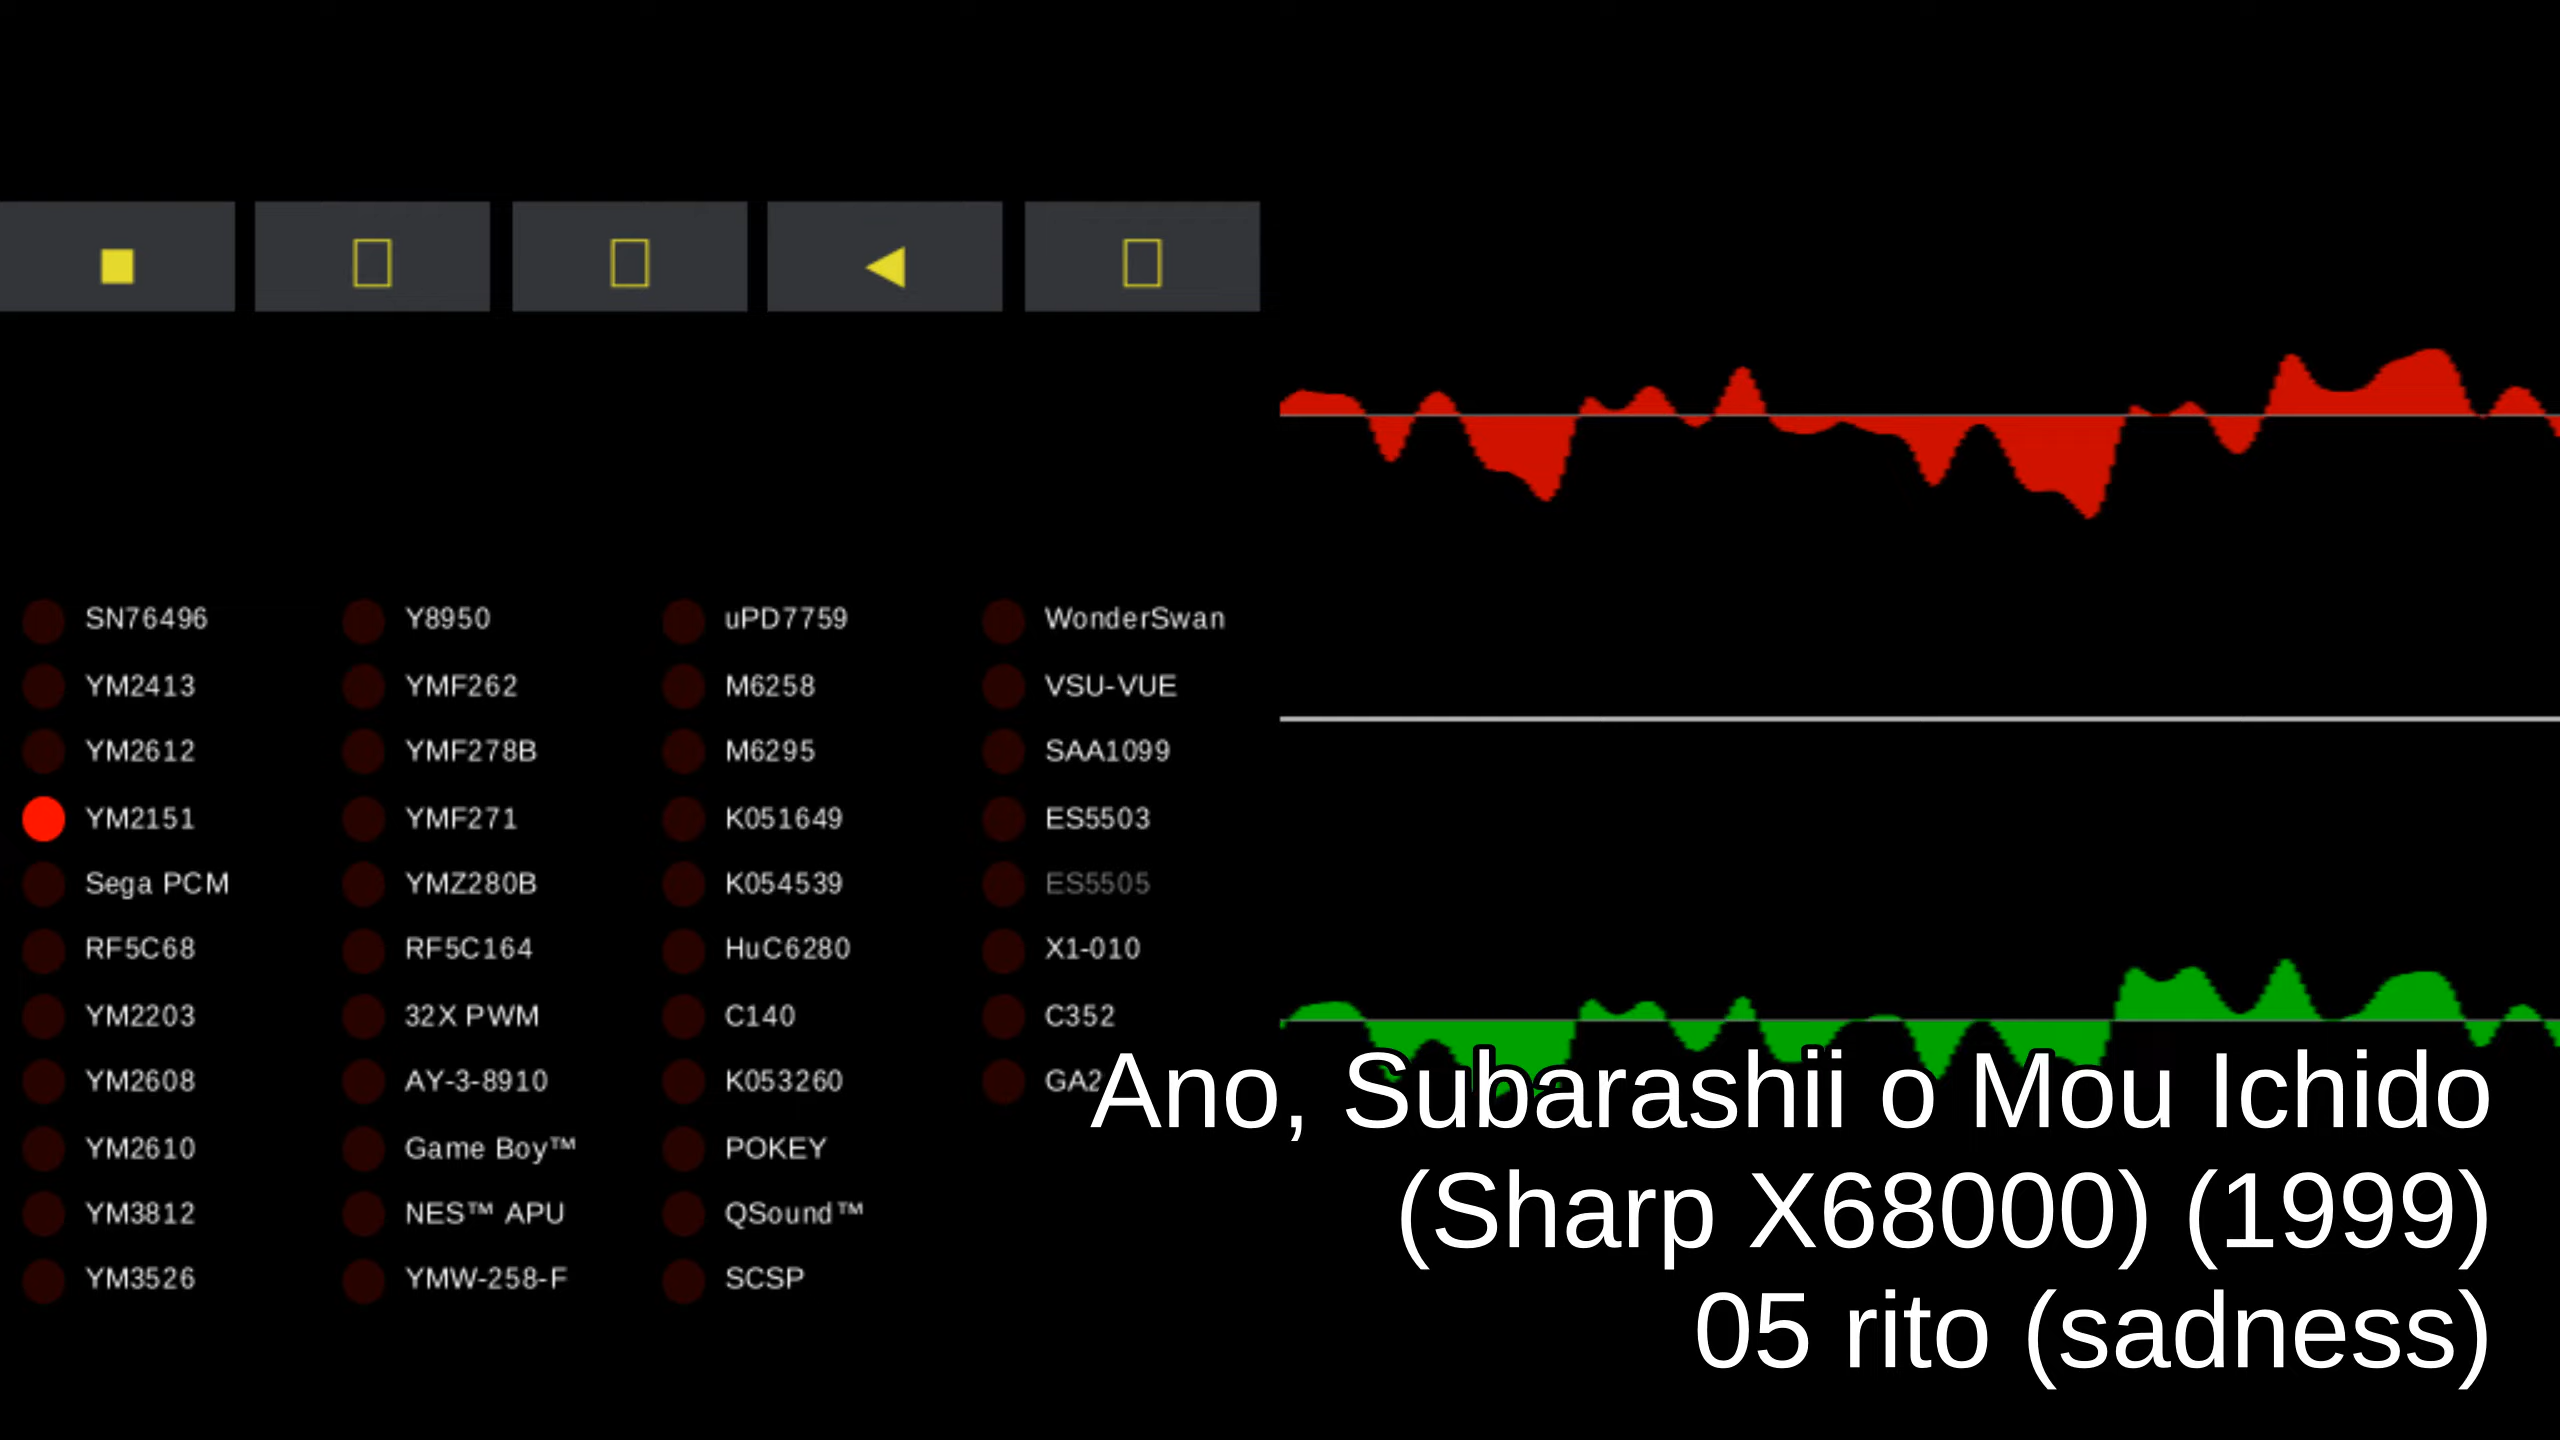 SN76496 Y8950 uPD7759 WonderSwan
YM2413 YMF262 M6258 VSU-VUE
YM2612 YMF278B M6295 SAA1099
YM2151 YMF271 K051649 ES5503
Sega PCM YMZ280B K054539 ES5505
RF5C68 RF5C164 HuC6280 X1-010
YM2203 32X PWM C140 C352
YM2608 AY-3-8910 K053260
YM2610 Game Boy™ POKEY
YM3812 NES™ APU QSound™
YM3526 YMW-258-F SCSP
Ano, Subarashii o Mou Ichido
(Sharp X68000) (1999)
05 rito (sadness)